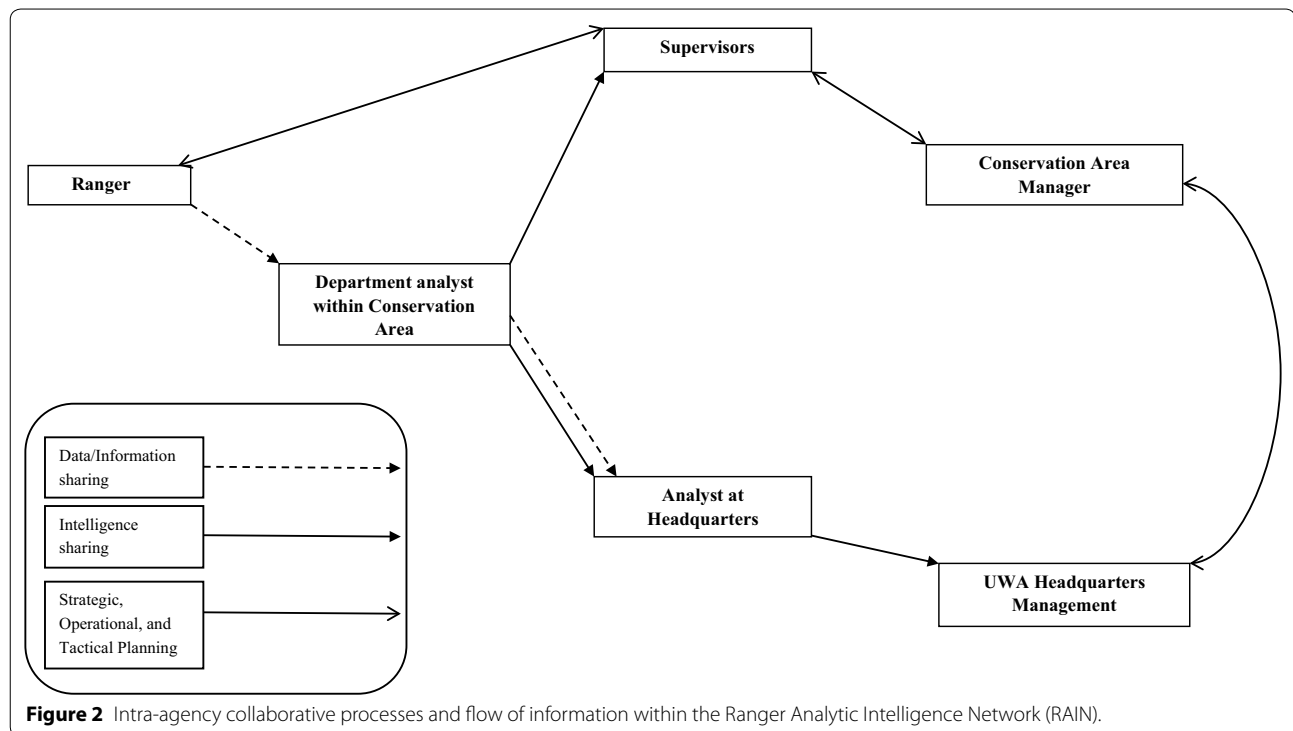 Supervisors
Ranger
Conservation Area
Manager
Department analyst
within Conservation
Area
Data/Information
sharing
Intelligence
sharing
Strategic,
Operational, and
Tactical Planning
Analyst at
Headquarters
UWA Headquarters
Management
Figure 2 Intra-agency collaborative processes and flow of information within the Ranger Analytic Intelligence Network (RAIN).